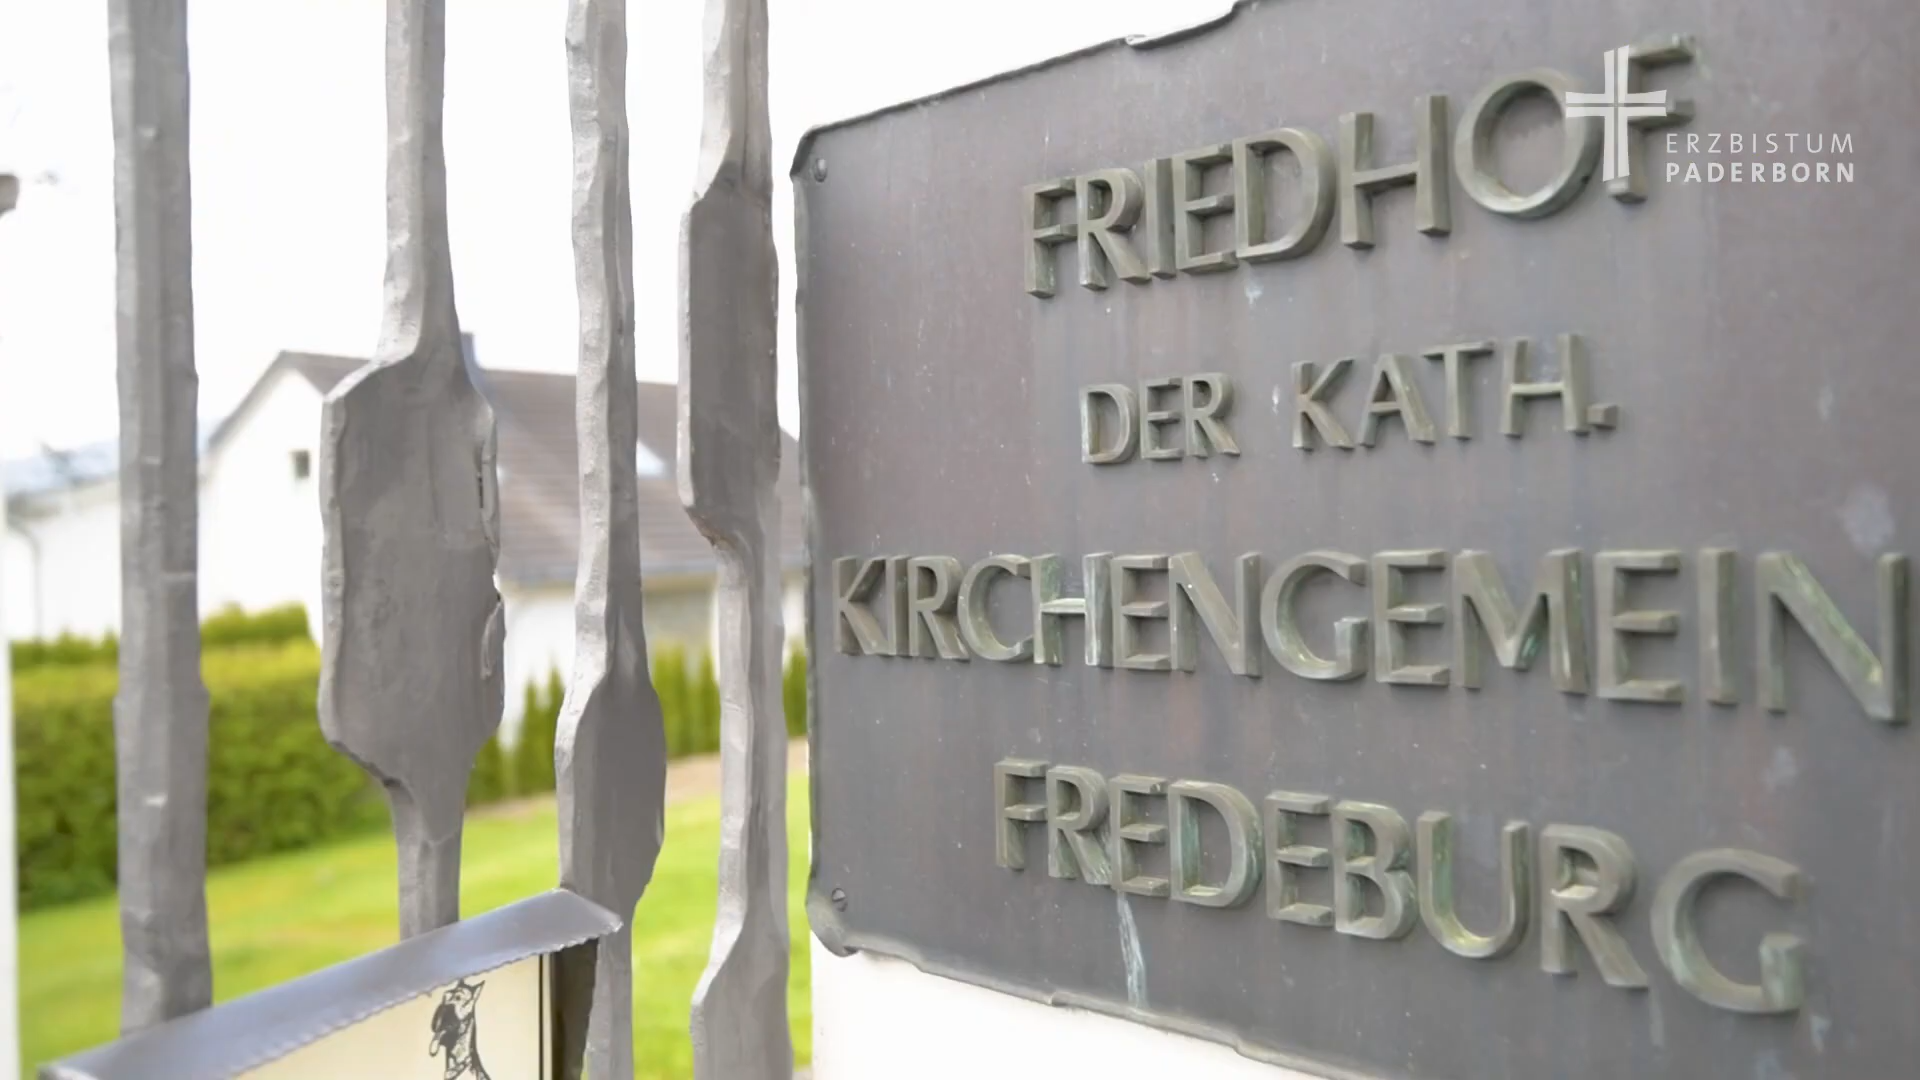 FRIEDHOF
DER KATH.
KIRCHENGEMEIN
FREDEBURG
ERZBISTUM
PADERBORN